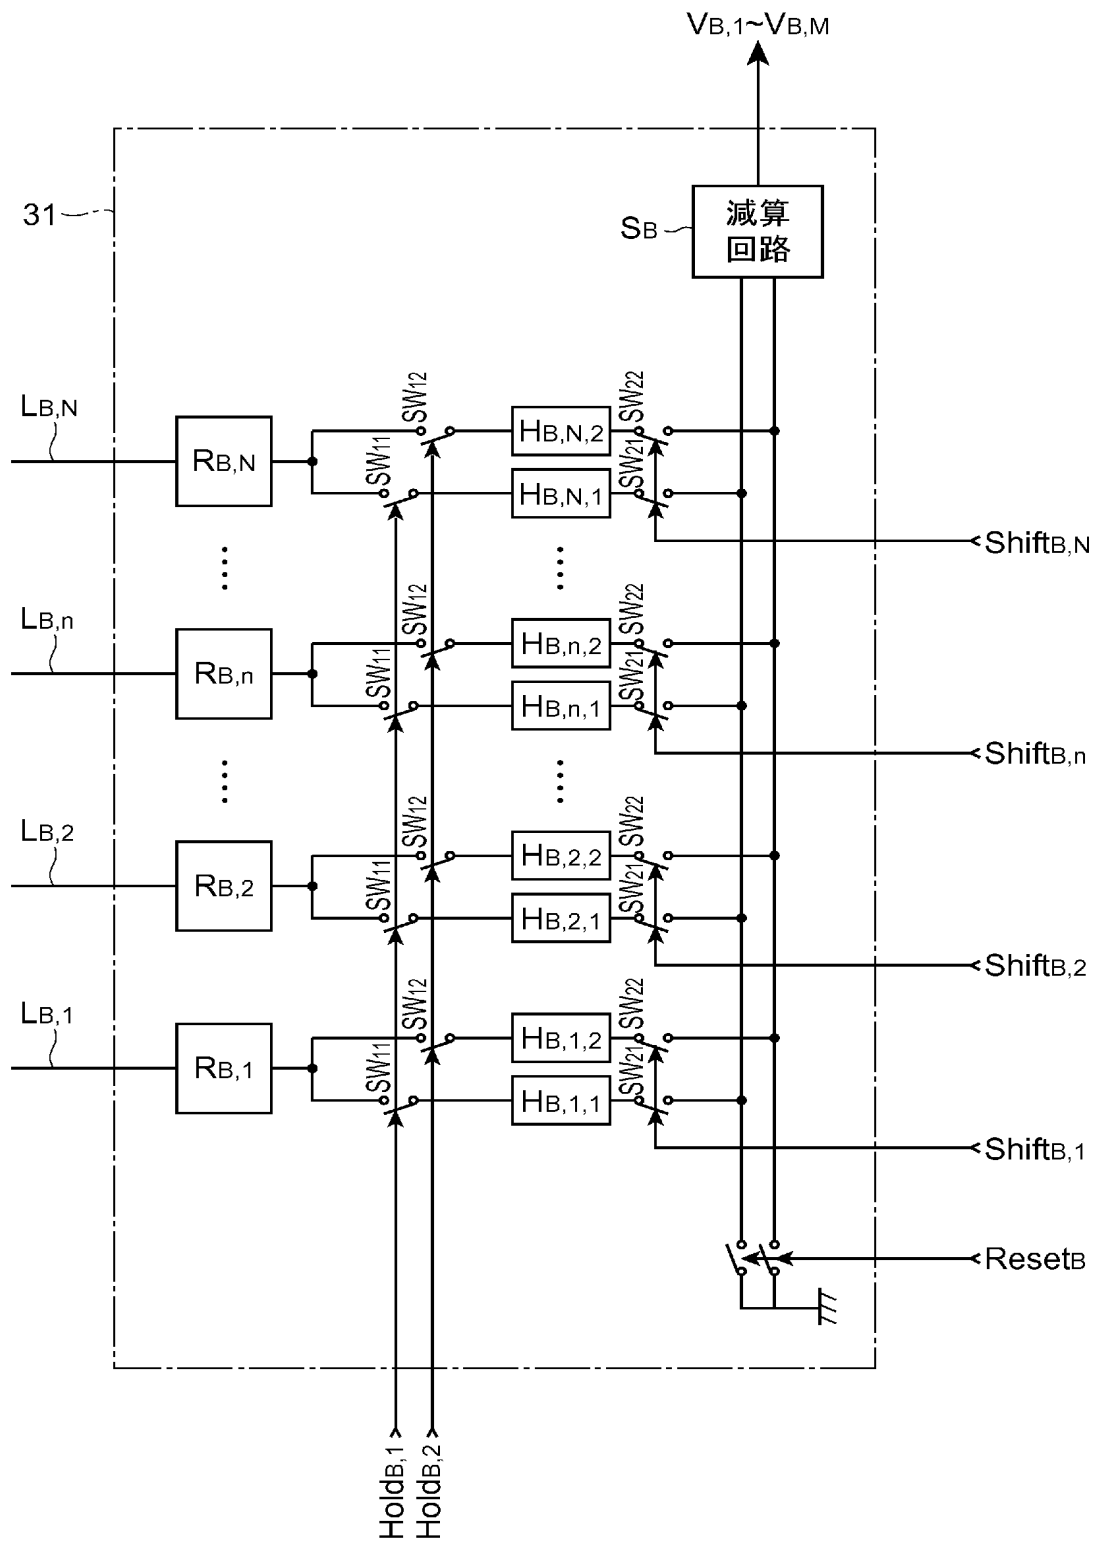 VB,1~VB,M
31
SB
減算
回路
LB,N
RB,N
SW11
SW12
HB,N,2
HB,N,1
SW22
SW21
ShiftB,N
LB,n
RB,n
SW11
SW12
HB,n,2
HB,n,1
SW22
SW21
ShiftB,n
LB,2
RB,2
SW11
SW12
HB,2,2
HB,2,1
SW22
SW21
ShiftB,2
LB,1
RB,1
SW11
SW12
HB,1,2
HB,1,1
SW22
SW21
ShiftB,1
ResetB
HoldB,1
HoldB,2